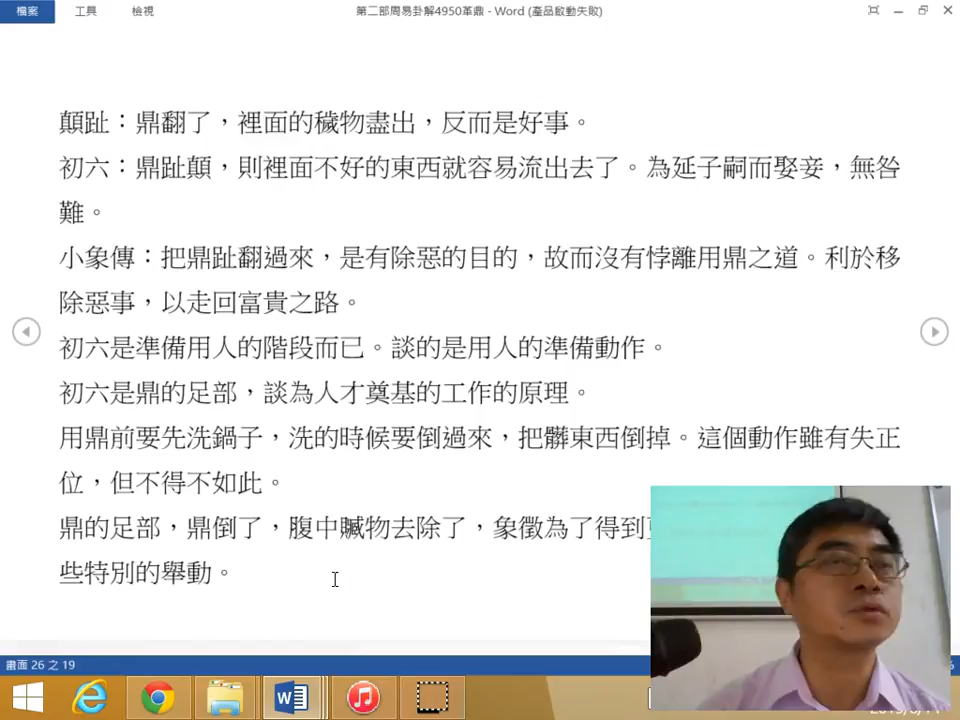 檔案 工具 檢視 第二部周易卦解4950革鼎 - Word (產品啟動失敗)
顛趾：鼎翻了，裡面的穢物盡出，反而是好事。
初六：鼎趾顛，則裡面不好的東西就容易流出去了。為延子嗣而娶妾，無咎
難。
小象傳：把鼎趾翻過來，是有除惡的目的，故而沒有悖離用鼎之道。利於移
除惡事，以走回富貴之路。
初六是準備用人的階段而已。談的是用人的準備動作。
初六是鼎的足部，談為人才奠基的工作的原理。
用鼎前要先洗鍋子，洗的時候要倒過來，把髒東西倒掉。這個動作雖有失正
位，但不得不如此。
鼎的足部，鼎倒了，腹中贓物去除了，象徵為了得到
些特別的舉動。
畫面 26 之 19